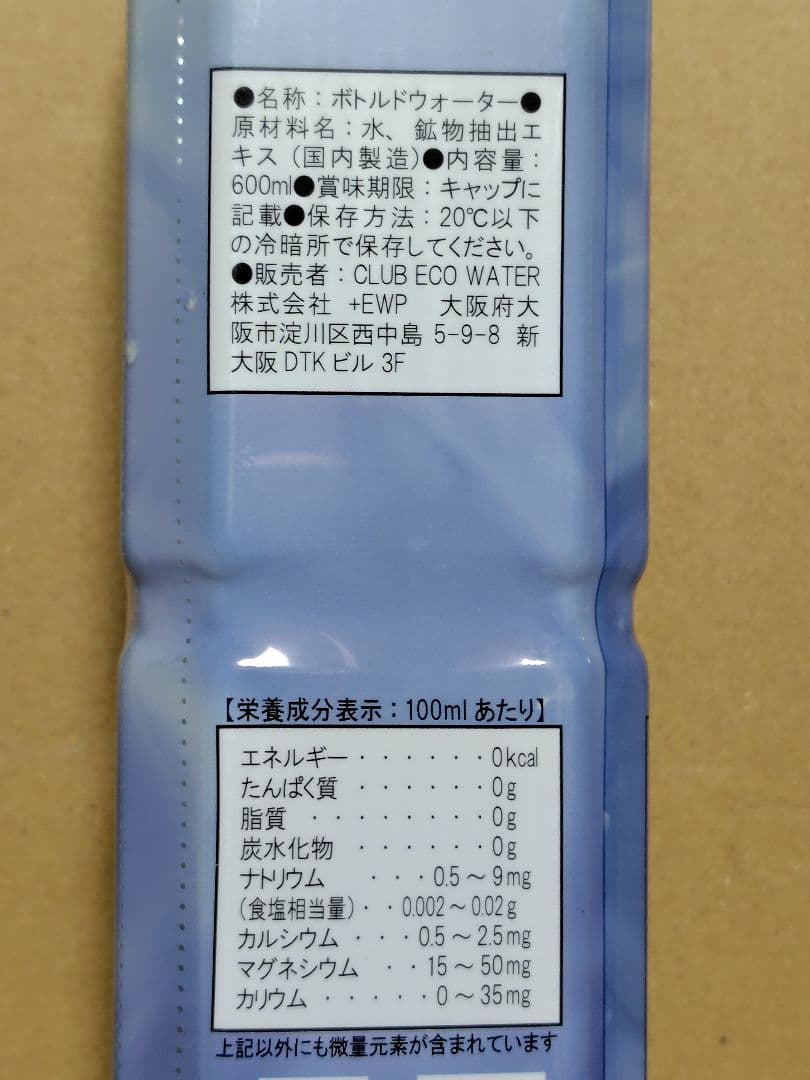 ●名称：ボトルドウォーター●
原材料名：水、鉱物抽出エ
キス（国内製造）●内容量：
600ml●賞味期限：キャップに
記載●保存方法：20℃以下
の冷暗所で保存してください。
●販売者：CLUB ECO WATER
株式会社 +EWP 大阪府大
阪市淀川区西中島 5-9-8 新
大阪 DTK ビル 3F
【栄養成分表示：100ml あたり】
エネルギー・・・・・・0kcal
たんぱく質・・・・・・0g
脂質・・・・・・・・0g
炭水化物・・・・・・0g
ナトリウム・・・0.5～9mg
（食塩相当量）・・0.002～0.02g
カルシウム・・・・0.5～2.5mg
マグネシウム・・15～50mg
カリウム・・・・・0～35mg
上記以外にも微量元素が含まれています